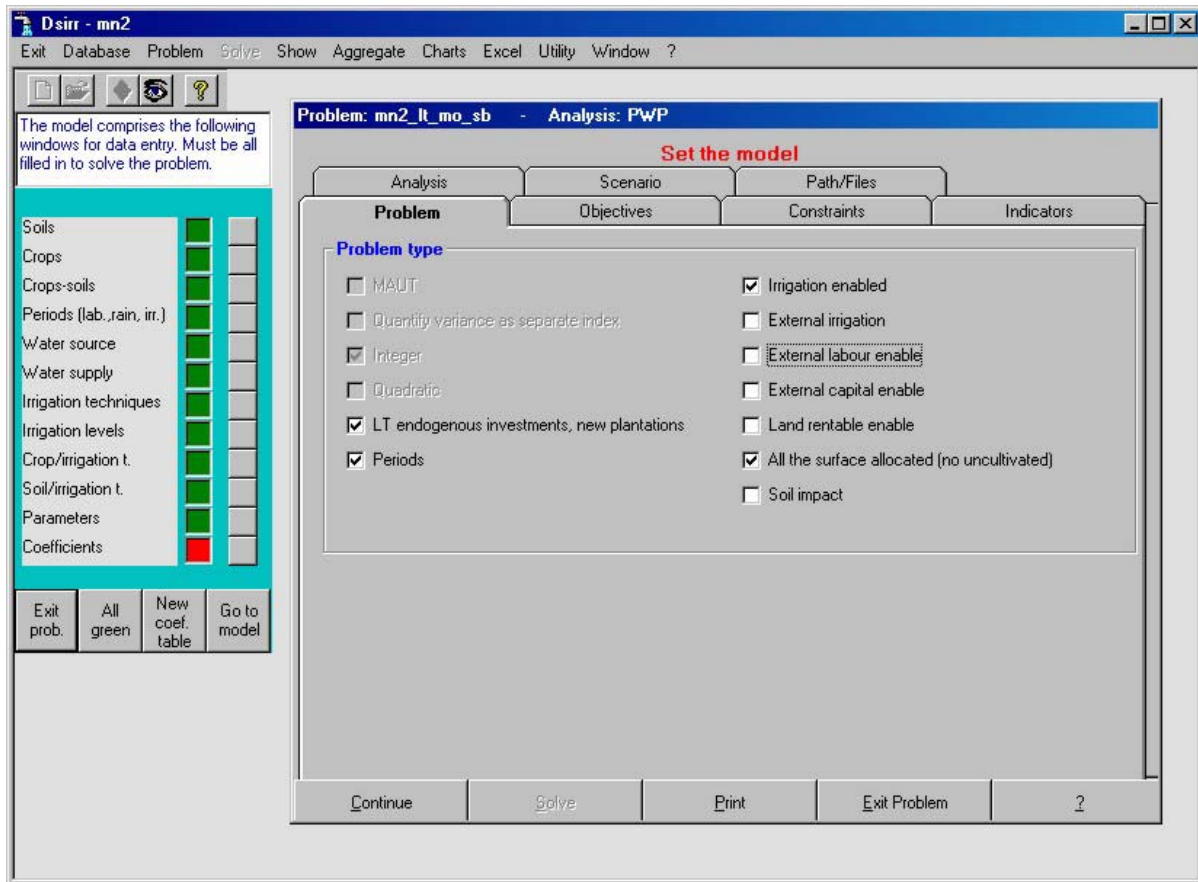 Dsirr - mn2
Exit Database Problem Solve Show Aggregate Charts Excel Utility Window ?
?
The model comprises the following
windows for data entry. Must be all
filled in to solve the problem.
Soils
Crops
Crops-soils
Periods (lab.,rain, irr.)
Water source
Water supply
Irrigation techniques
Irrigation levels
Crop/irrigation t.
Soil/irrigation t.
Parameters
Coefficients
Exit prob.
All green
New coef. table
Go to model
Problem: mn2_lt_mo_sb - Analysis: PWP
Set the model
Analysis Scenario Path/Files
Problem Objectives Constraints Indicators
Problem type
MAUT
Quantify variance as separate index
Integer
Quadratic
LT endogenous investments, new plantations
Periods
Irrigation enabled
External irrigation
External labour enable
External capital enable
Land rentable enable
All the surface allocated (no uncultivated)
Soil impact
Continue Solve Print Exit Problem ?